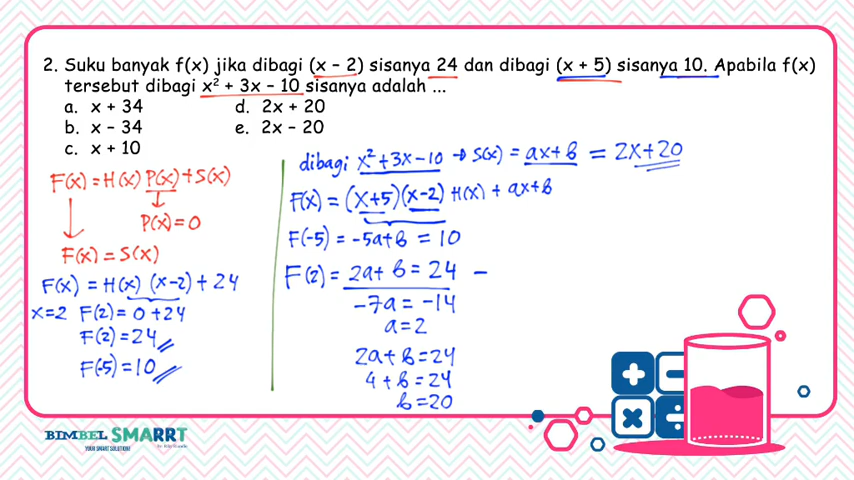 2. Suku banyak f(x) jika dibagi (x – 2) sisanya 24 dan dibagi (x + 5) sisanya 10. Apabila f(x)
tersebut dibagi x² + 3x – 10 sisanya adalah ...
a. x + 34
d. 2x + 20
b. x – 34
e. 2x – 20
c. x + 10
F(x) = H(x) P(x) + S(x)
P(x) = 0
F(x) = S(x)
F(x) = H(x) (x-2) + 24
x=2 F(2) = 0 + 24
F(2) = 24
F(-5) = 10
dibagi x² + 3x – 10 → S(x) = ax + b = 2x + 20
F(x) = (x+5)(x-2) H(x) + ax + b
F(-5) = -5a + b = 10
F(2) = 2a + b = 24 –
-7a = -14
a = 2
2a + b = 24
4 + b = 24
b = 20
BIMBEL SMARRT
YOUR SMART SOLUTION!